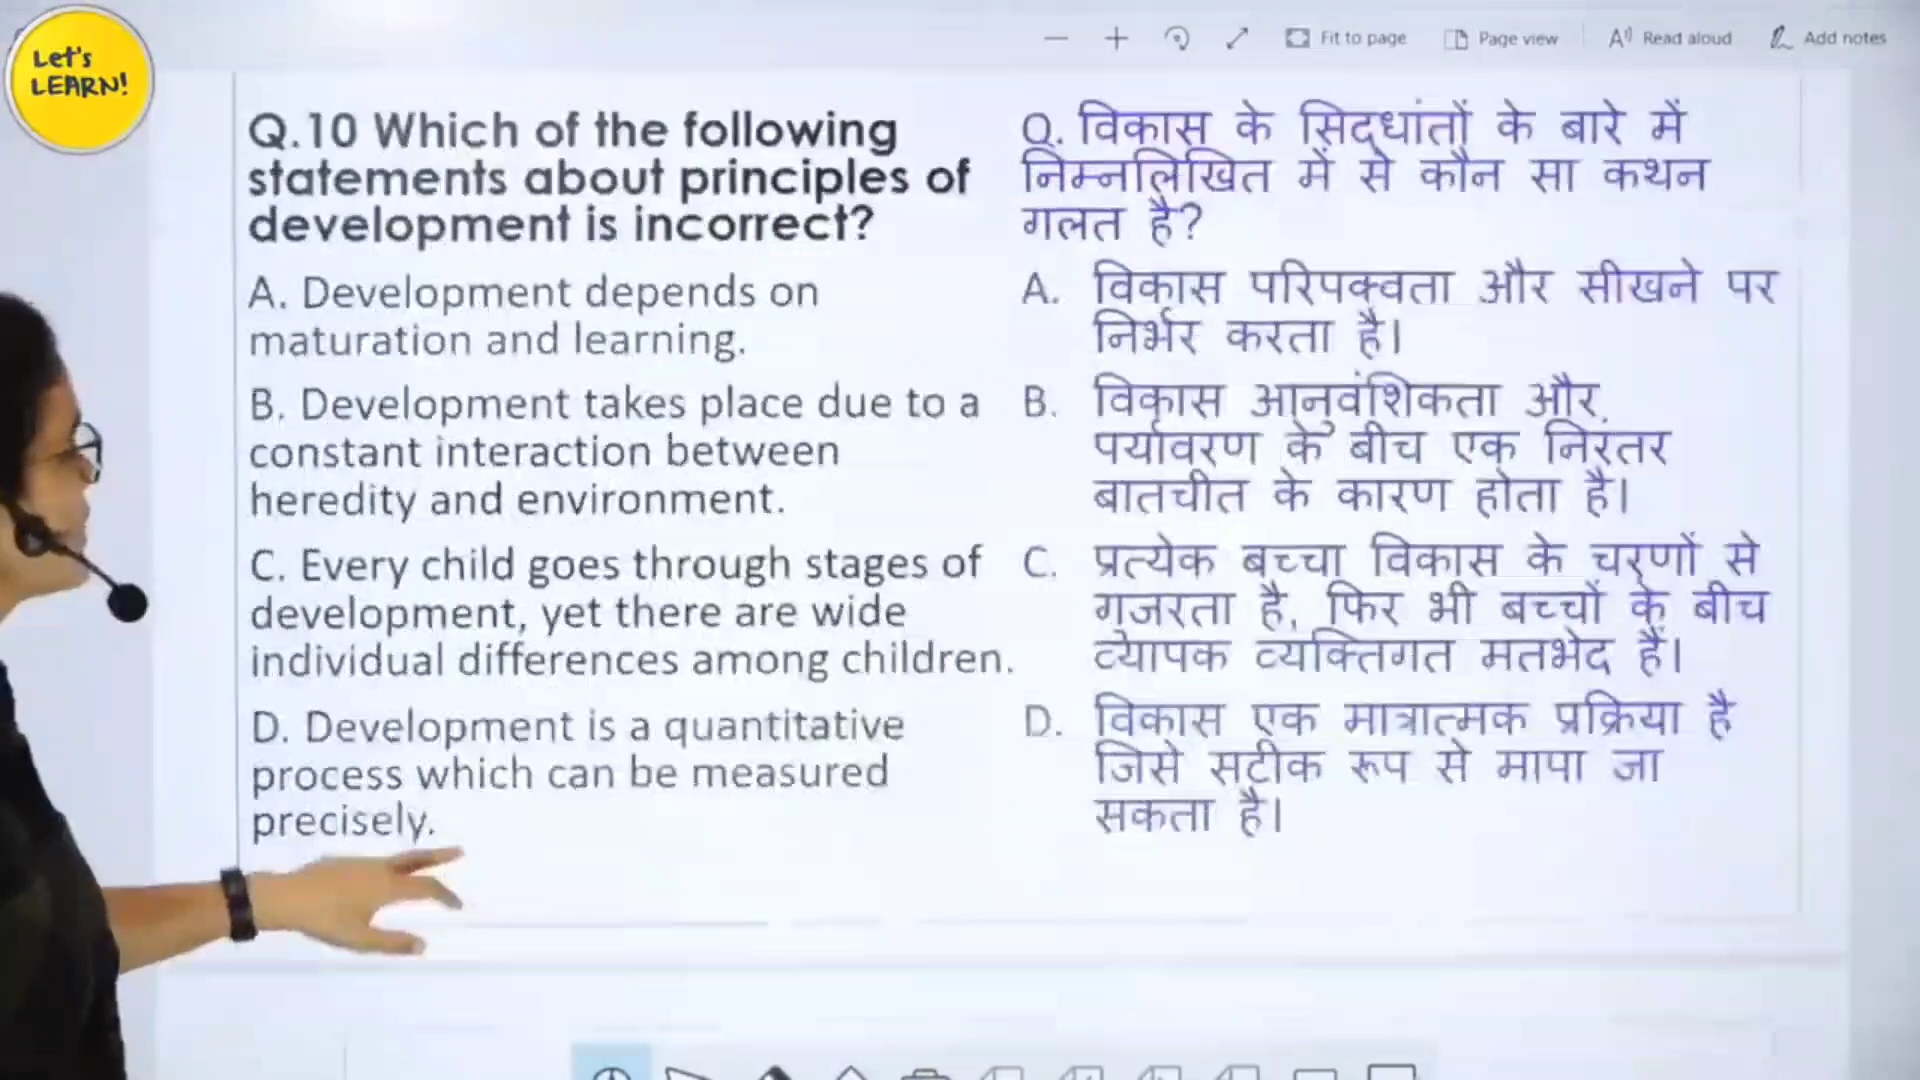 Let's
LEARN!
Fit to page
Page view
Read aloud
Add notes
Q.10 Which of the following
statements about principles of
development is incorrect?
A. Development depends on
maturation and learning.
B. Development takes place due to a
constant interaction between
heredity and environment.
C. Every child goes through stages of
development, yet there are wide
individual differences among children.
D. Development is a quantitative
process which can be measured
precisely.
Q. विकास के सिद्धांतों के बारे में
निम्नलिखित में से कौन सा कथन
गलत है?
A. विकास परिपक्वता और सीखने पर
निर्भर करता है।
B. विकास आनुवंशिकता और
पर्यावरण के बीच एक निरंतर
बातचीत के कारण होता है।
C. प्रत्येक बच्चा विकास के चरणों से
गुजरता है, फिर भी बच्चों के बीच
व्यापक व्यक्तिगत मतभेद हैं।
D. विकास एक मात्रात्मक प्रक्रिया है
जिसे सटीक रूप से मापा जा
सकता है।